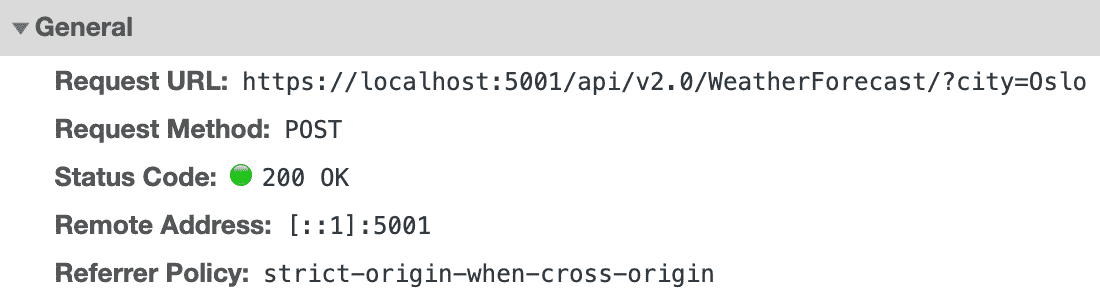 General
Request URL: https://localhost:5001/api/v2.0/WeatherForecast/?city=Oslo
Request Method: POST
Status Code: 200 OK
Remote Address: [::1]:5001
Referrer Policy: strict-origin-when-cross-origin